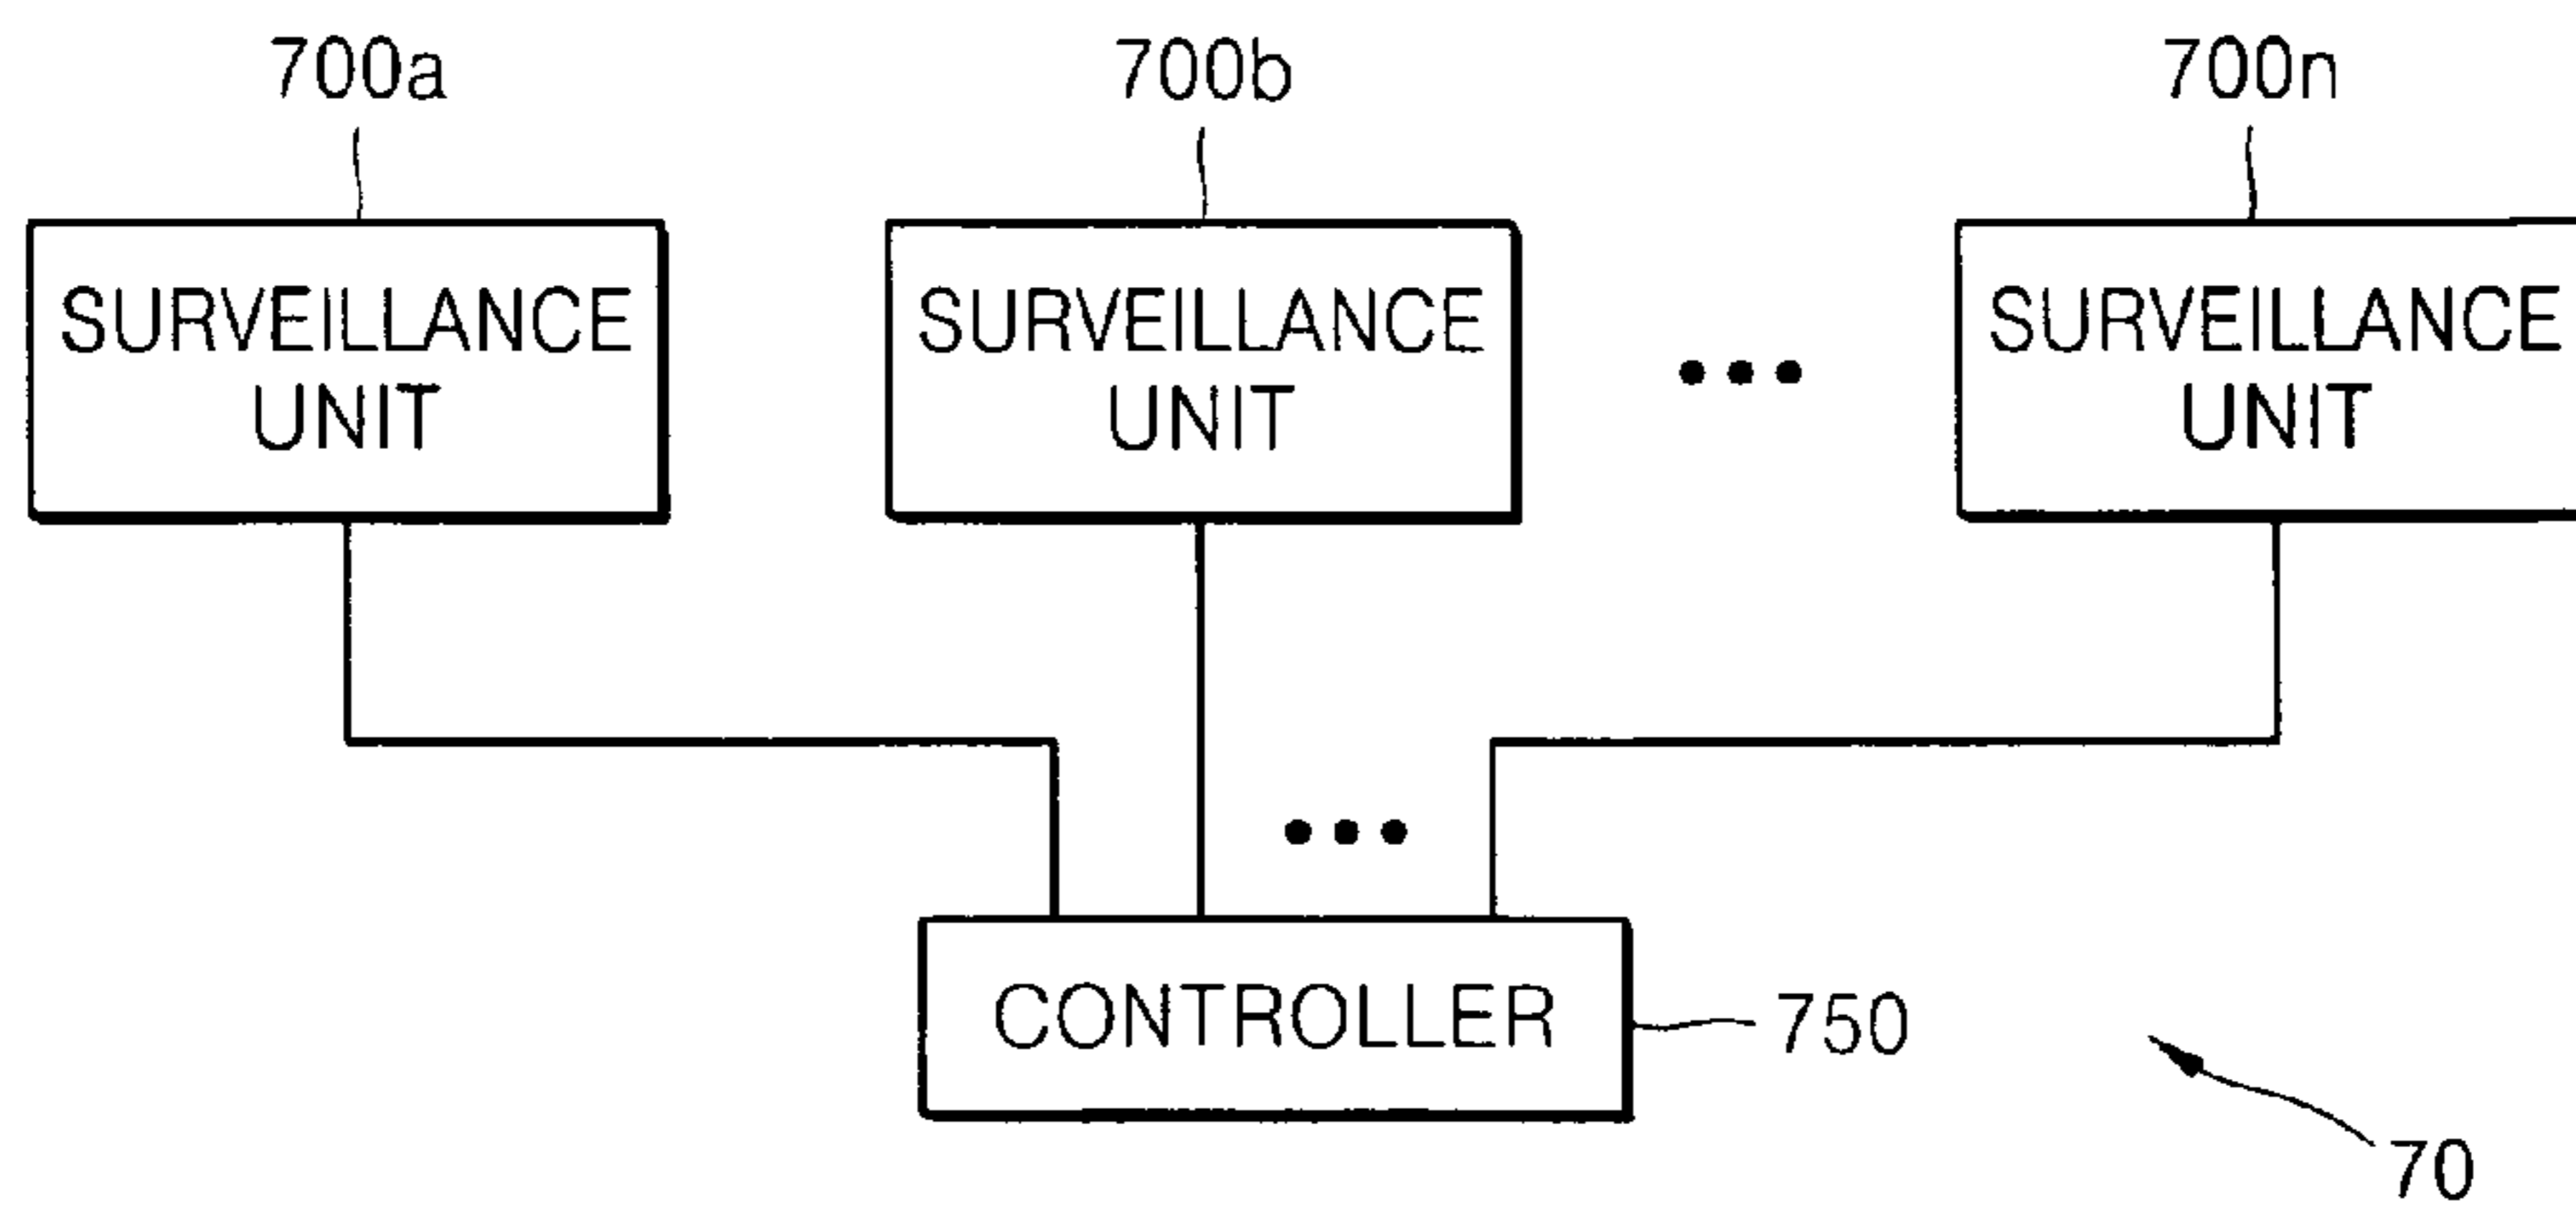 700a
700b
700n
SURVEILLANCE
UNIT
SURVEILLANCE
UNIT
•••
SURVEILLANCE
UNIT
•••
CONTROLLER
750
70